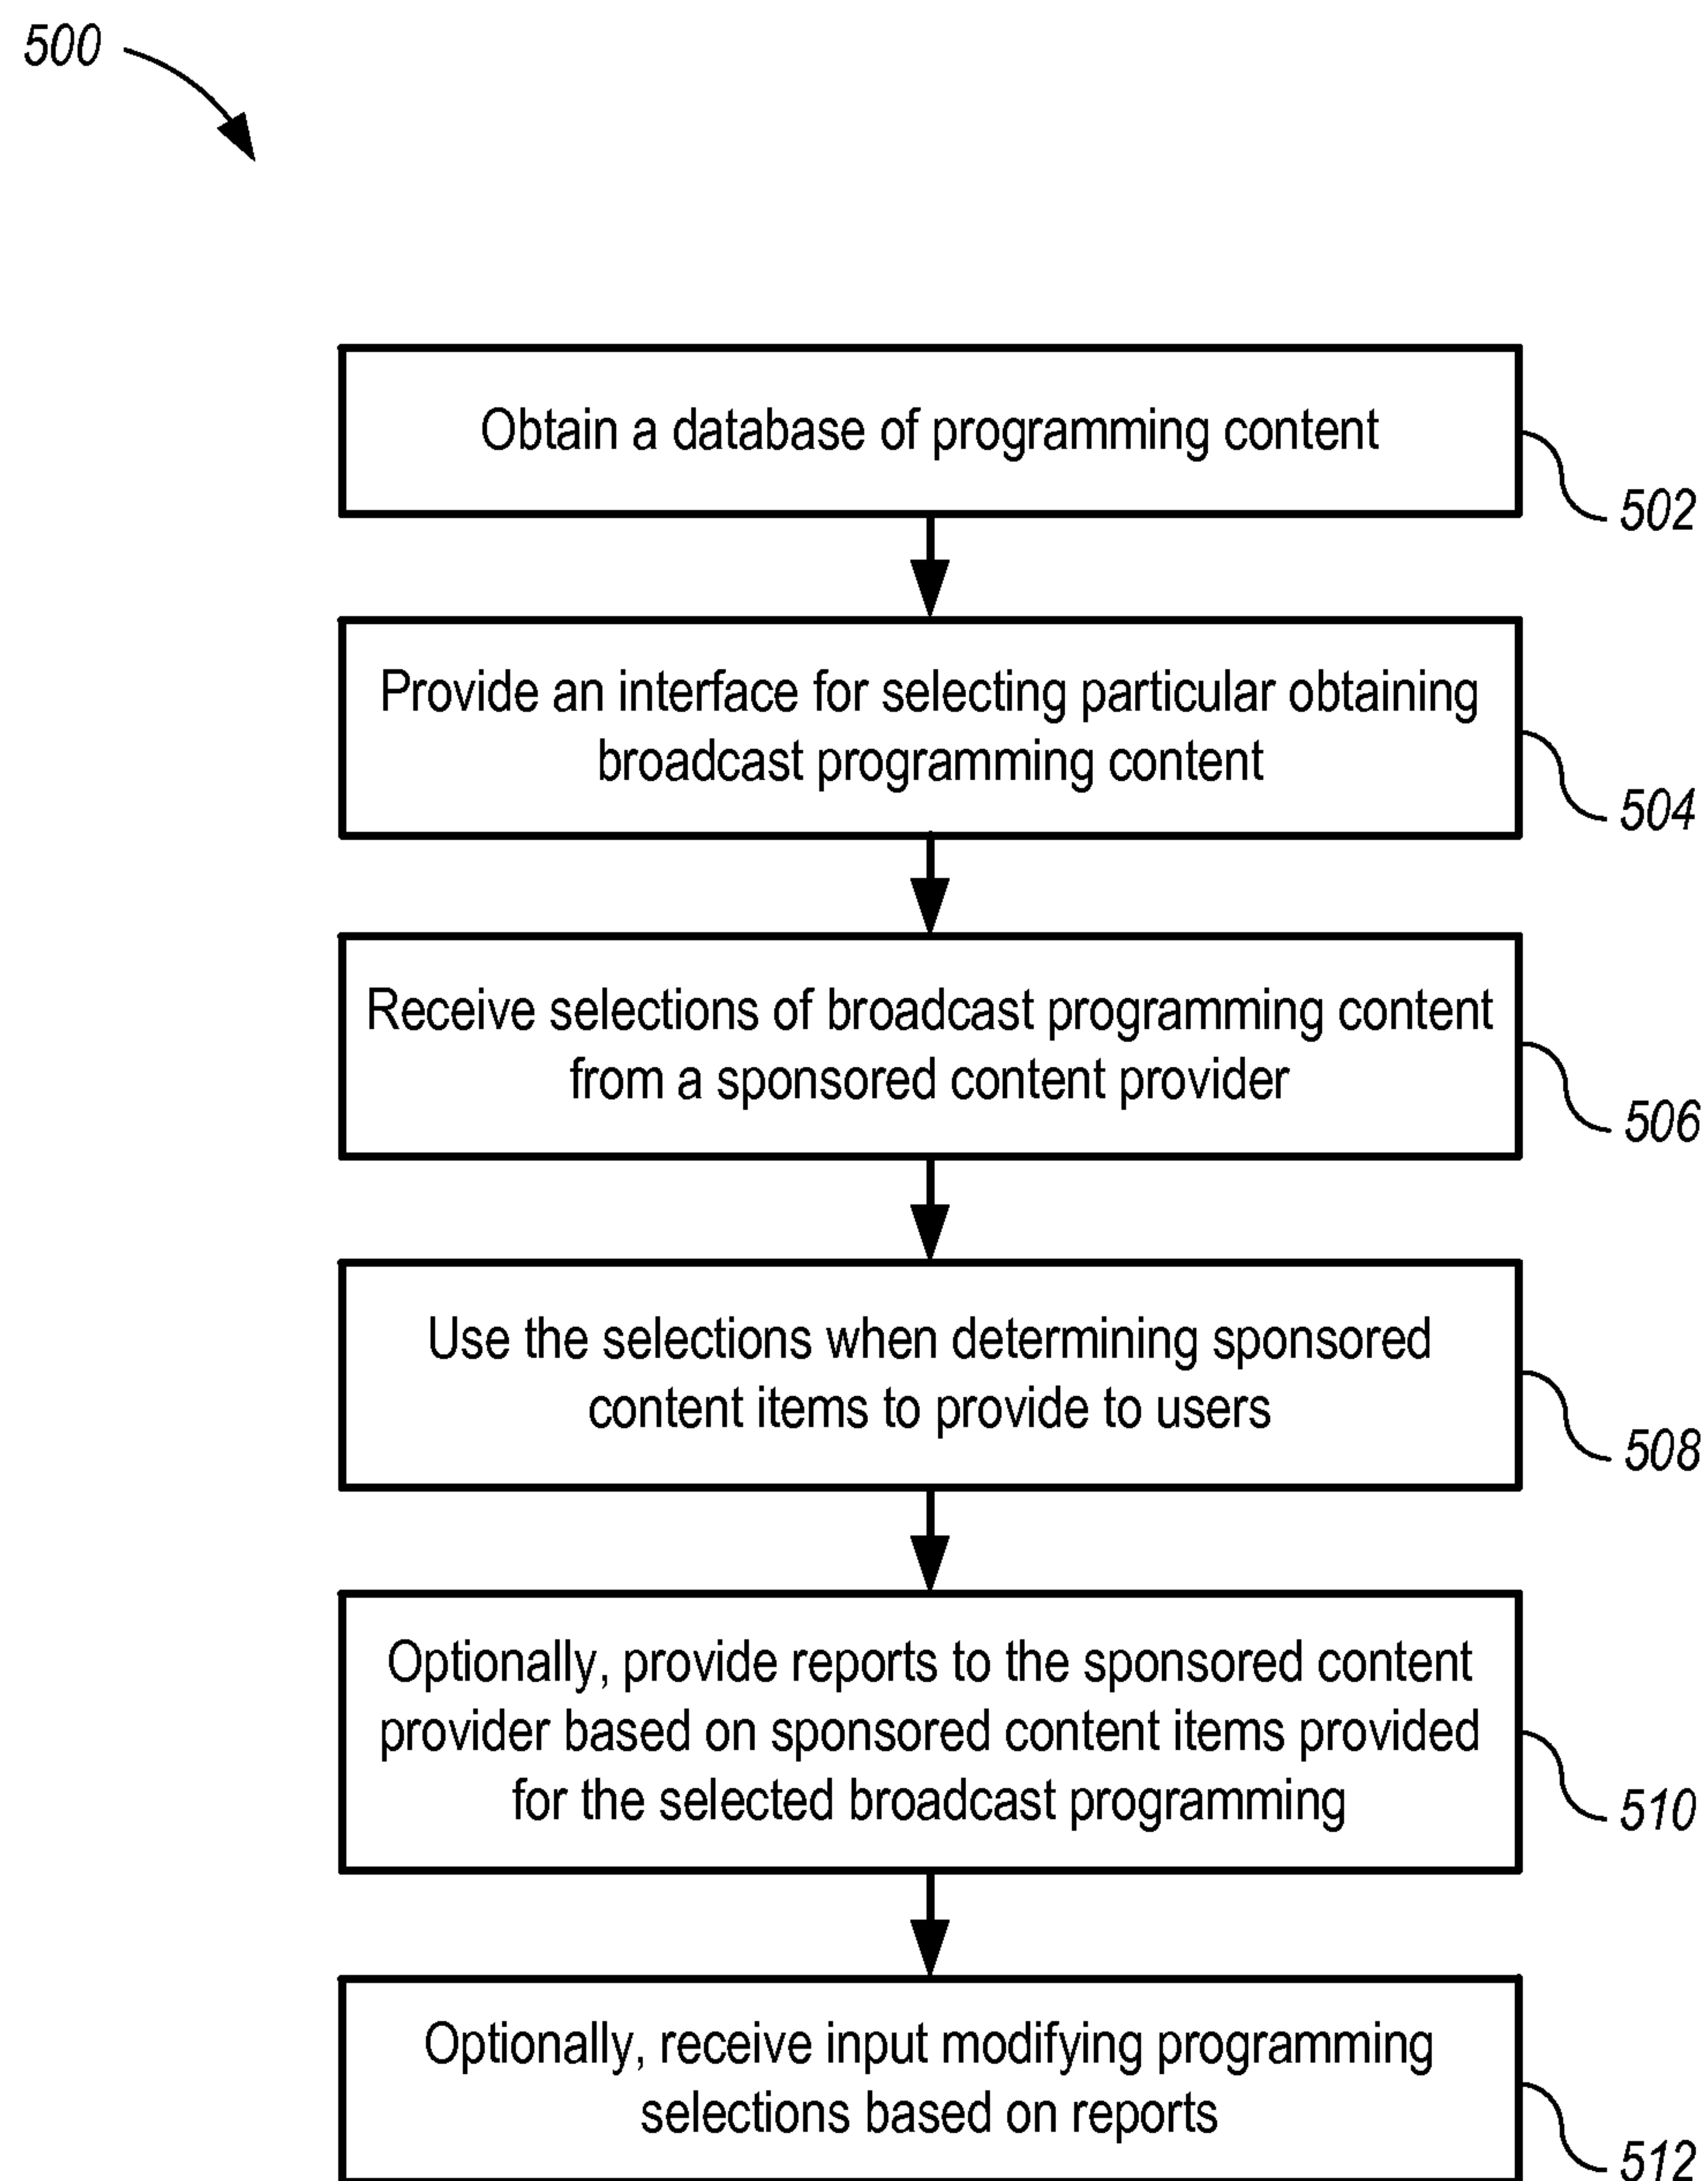 500
Obtain a database of programming content
502
Provide an interface for selecting particular obtaining
broadcast programming content
504
Receive selections of broadcast programming content
from a sponsored content provider
506
Use the selections when determining sponsored
content items to provide to users
508
Optionally, provide reports to the sponsored content
provider based on sponsored content items provided
for the selected broadcast programming
510
Optionally, receive input modifying programming
selections based on reports
512